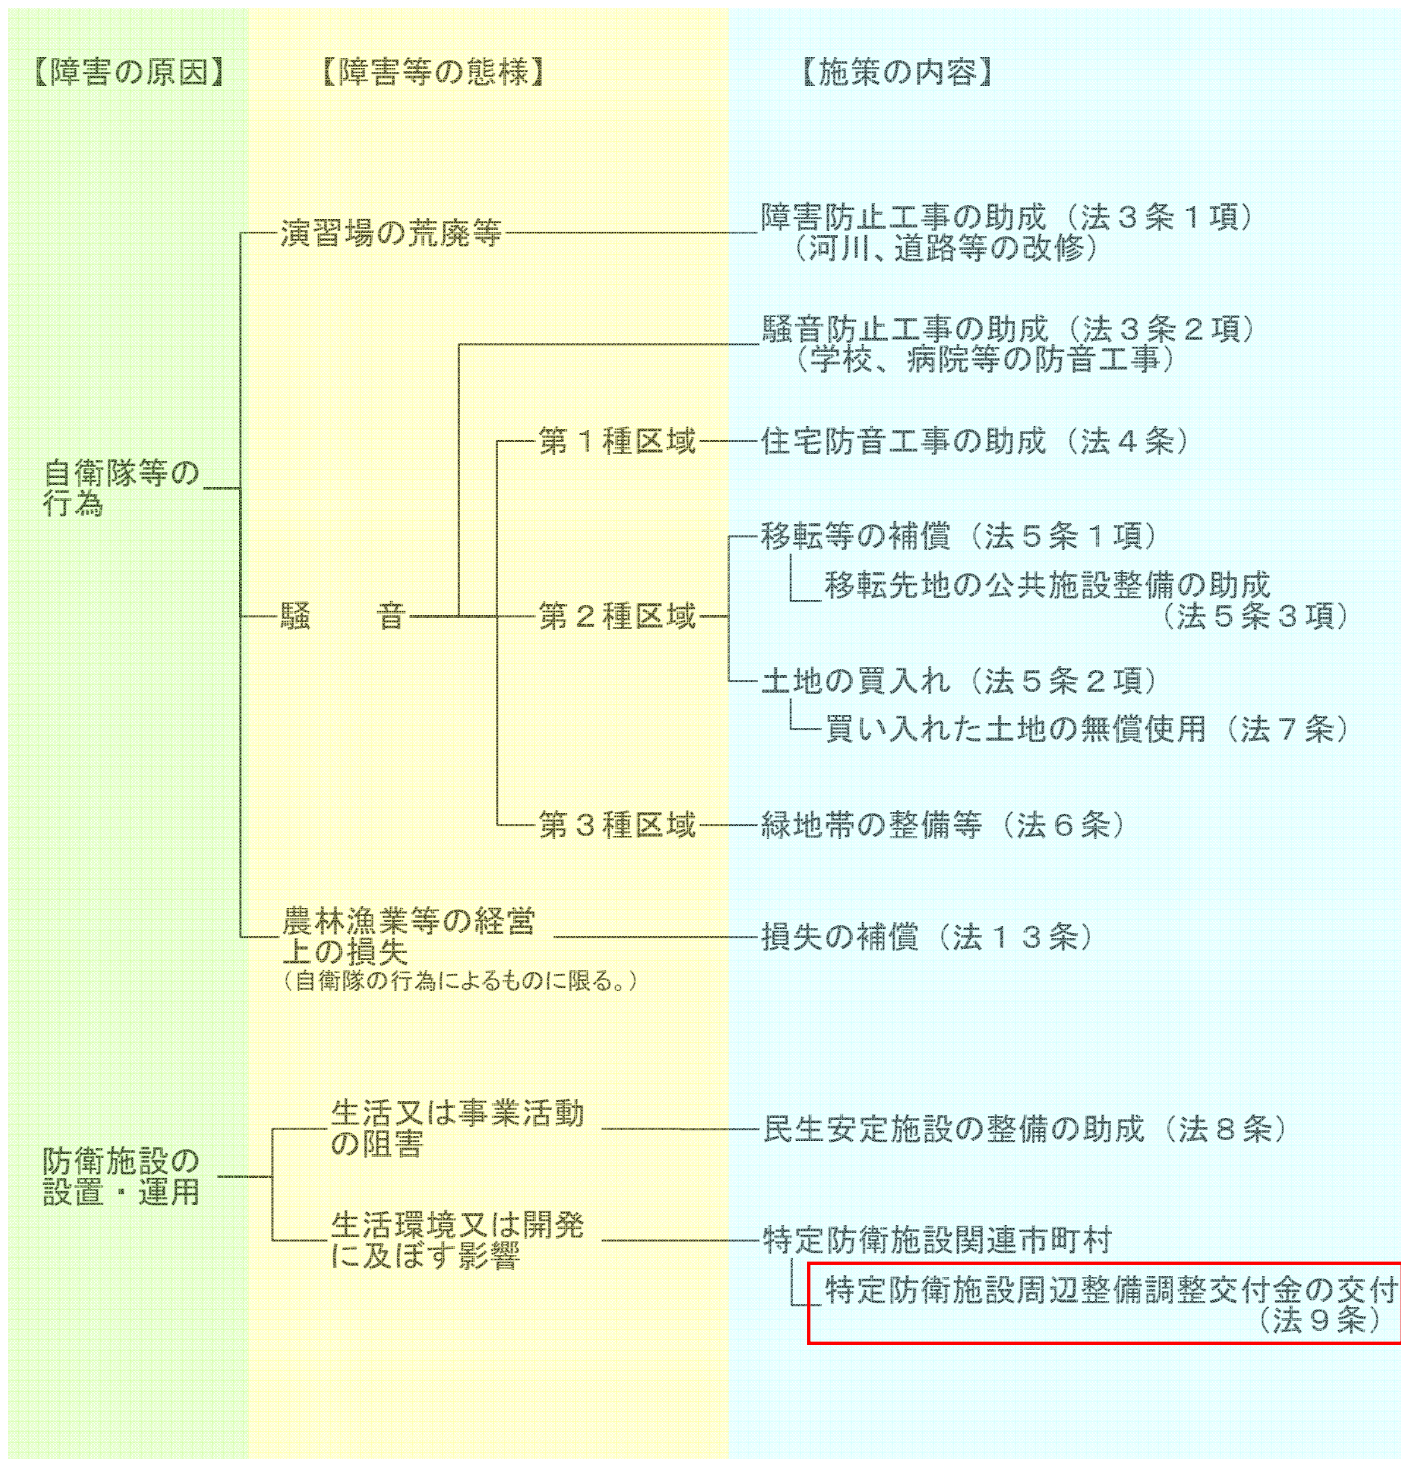 【障害の原因】
【障害等の態様】
【施策の内容】
演習場の荒廃等
障害防止工事の助成（法３条１項）
（河川、道路等の改修）
騒音防止工事の助成（法３条２項）
（学校、病院等の防音工事）
第１種区域
住宅防音工事の助成（法４条）
自衛隊等の
行為
移転等の補償（法５条１項）
移転先地の公共施設整備の助成
（法５条３項）
騒　　音
第２種区域
土地の買入れ（法５条２項）
買い入れた土地の無償使用（法７条）
第３種区域
緑地帯の整備等（法６条）
農林漁業等の経営
上の損失
（自衛隊の行為によるものに限る。）
損失の補償（法１３条）
生活又は事業活動
の阻害
民生安定施設の整備の助成（法８条）
防衛施設の
設置・運用
生活環境又は開発
に及ぼす影響
特定防衛施設関連市町村
特定防衛施設周辺整備調整交付金の交付
（法９条）